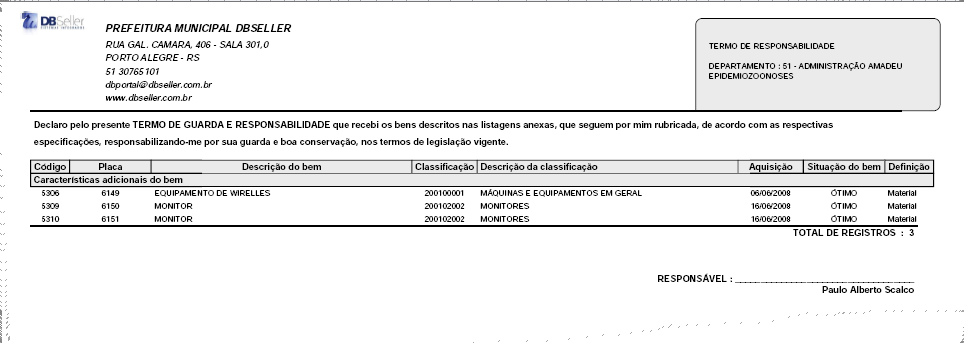 DBSeller
PREFEITURA MUNICIPAL DBSELLER
RUA GAL. CAMARA, 406 - SALA 301,0
PORTO ALEGRE - RS
51 30765101
dbportal@dbseller.com.br
www.dbseller.com.br
TERMO DE RESPONSABILIDADE
DEPARTAMENTO : 51 - ADMINISTRAÇÃO AMADEU
EPIDEMIOZOONOSES
Declaro pelo presente TERMO DE GUARDA E RESPONSABILIDADE que recebi os bens descritos nas listagens anexas, que seguem por mim rubricada, de acordo com as respectivas
especificações, responsabilizando-me por sua guarda e boa conservação, nos termos de legislação vigente.
Código Placa Descrição do bem Classificação Descrição da classificação Aquisição Situação do bem Definição
Características adicionais do bem
5306 6149 EQUIPAMENTO DE WIRELLES 200100001 MÁQUINAS E EQUIPAMENTOS EM GERAL 06/06/2008 ÓTIMO Material
5309 6150 MONITOR 200102002 MONITORES 16/06/2008 ÓTIMO Material
5310 6151 MONITOR 200102002 MONITORES 16/06/2008 ÓTIMO Material
TOTAL DE REGISTROS : 3
RESPONSÁVEL : ___________________________________
Paulo Alberto Scalco